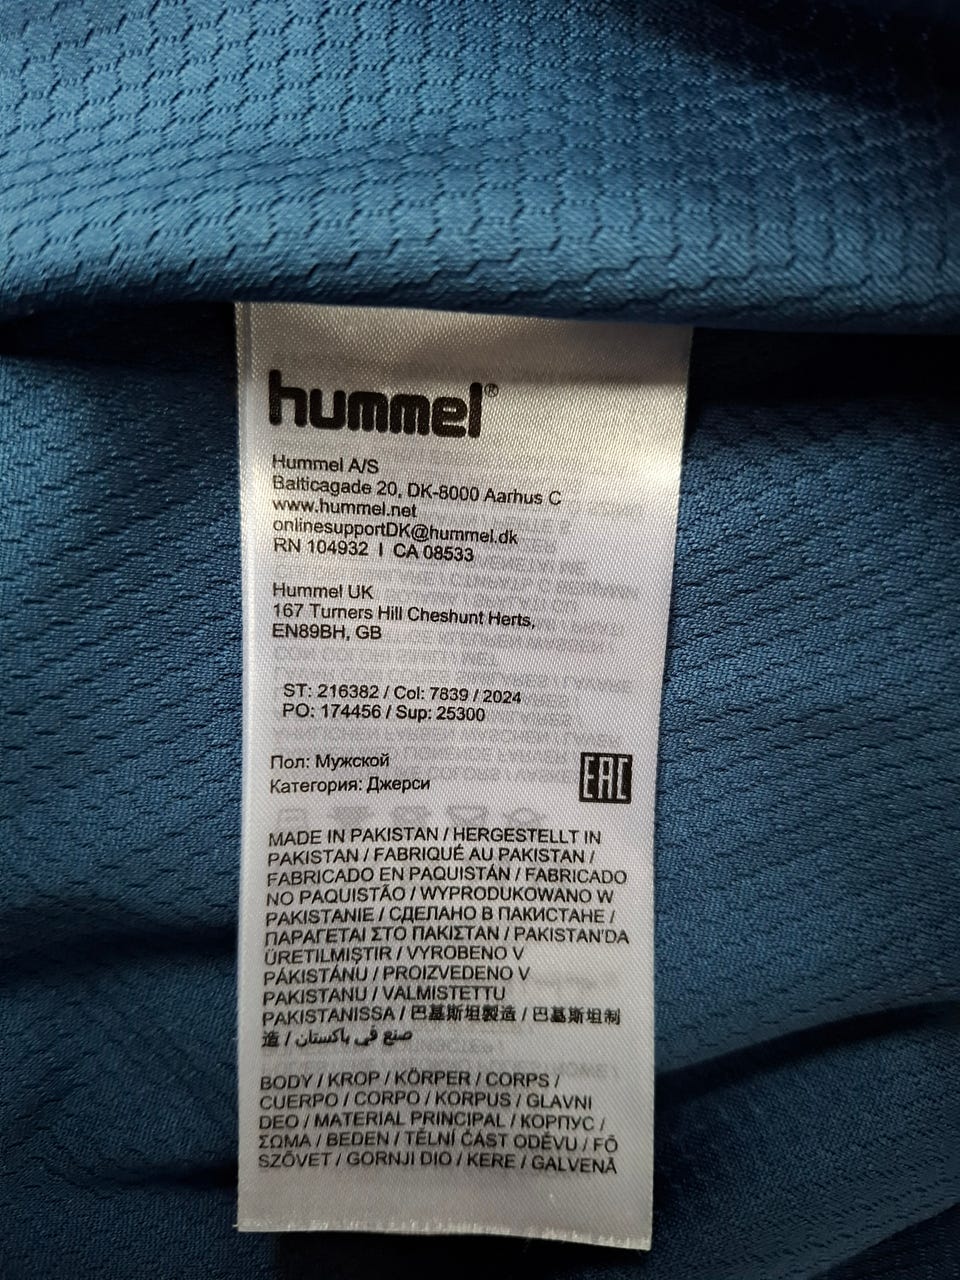 hummel®
Hummel A/S
Balticagade 20, DK-8000 Aarhus C
www.hummel.net
onlinesupportDK@hummel.dk
RN 104932 I CA 08533
Hummel UK
167 Turners Hill Cheshunt Herts,
EN89BH, GB
ST: 216382 / Col: 7839 / 2024
PO: 174456 / Sup: 25300
Пол: Мужской
Категория: Джерси
EAC
MADE IN PAKISTAN / HERGESTELLT IN
PAKISTAN / FABRIQUÉ AU PAKISTAN /
FABRICADO EN PAQUISTÁN / FABRICADO
NO PAQUISTÃO / WYPRODUKOWANO W
PAKISTANIE / СДЕЛАНО В ПАКИСТАНЕ /
ΠΑΡΑΓΕΤΑΙ ΣΤΟ ΠΑΚΙΣΤΑΝ / PAKISTAN'DA
ÜRETILMIŞTIR / VYROBENO V
PÁKISTÁNU / PROIZVEDENO V
PAKISTANU / VALMISTETTU
PAKISTANISSA / 巴基斯坦製造 / 巴基斯坦制
造 / صنع في باكستان
BODY / KROP / KÖRPER / CORPS /
CUERPO / CORPO / KORPUS / GLAVNI
DEO / MATERIAL PRINCIPAL / КОРПУС /
ΣΩΜΑ / BEDEN / TĚLNÍ ČÁST ODĚVU / FŐ
SZÖVET / GORNJI DIO / KERE / GALVENĀ